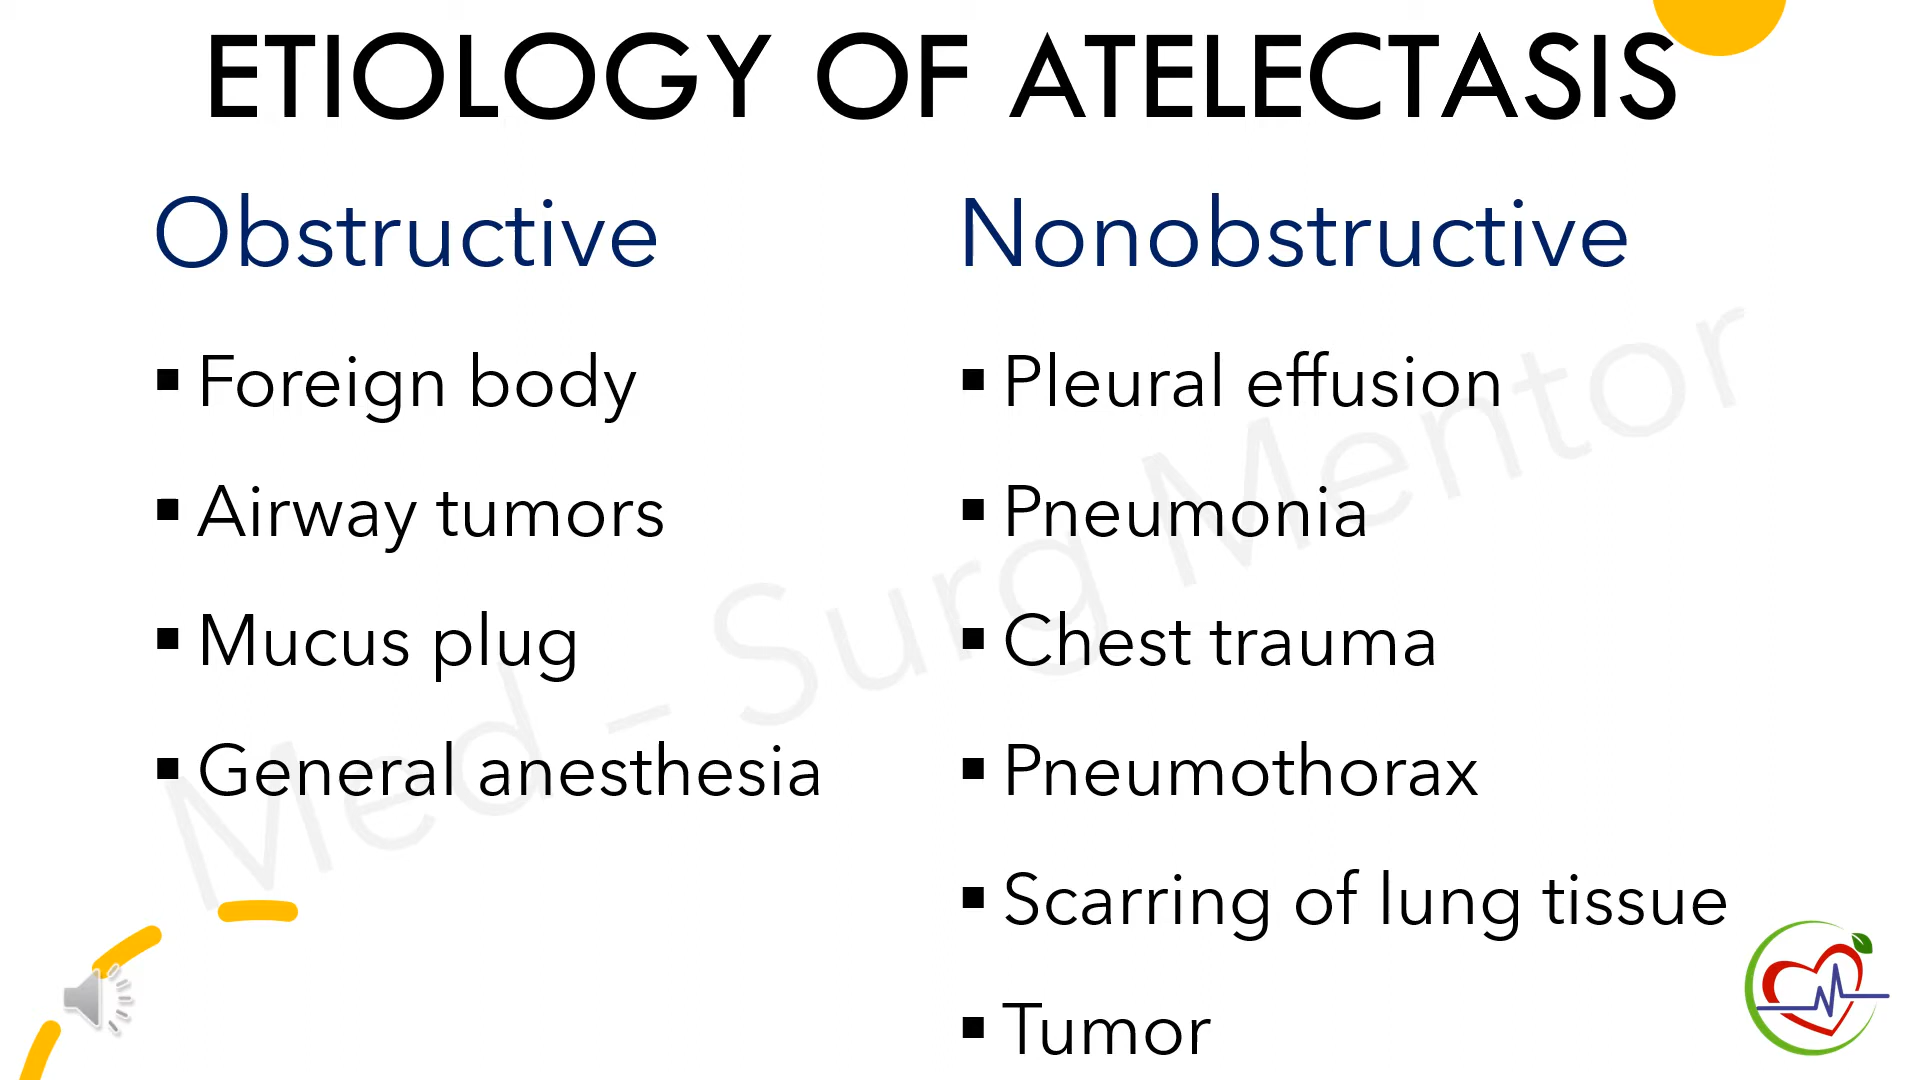 ETIOLOGY OF ATELECTASIS
Obstructive
▪ Foreign body
▪ Airway tumors
▪ Mucus plug
▪ General anesthesia
Nonobstructive
▪ Pleural effusion
▪ Pneumonia
▪ Chest trauma
▪ Pneumothorax
▪ Scarring of lung tissue
▪ Tumor
Med - Surg Mentor